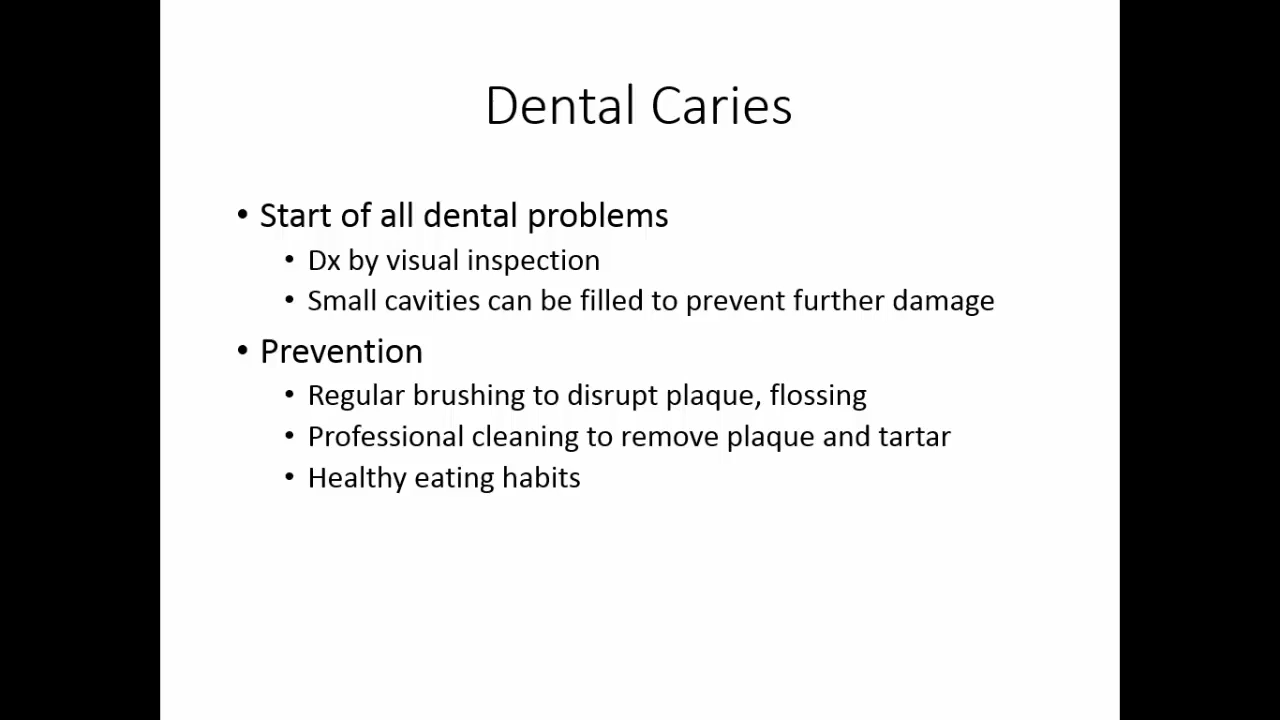 Dental Caries
• Start of all dental problems
• Dx by visual inspection
• Small cavities can be filled to prevent further damage
• Prevention
• Regular brushing to disrupt plaque, flossing
• Professional cleaning to remove plaque and tartar
• Healthy eating habits